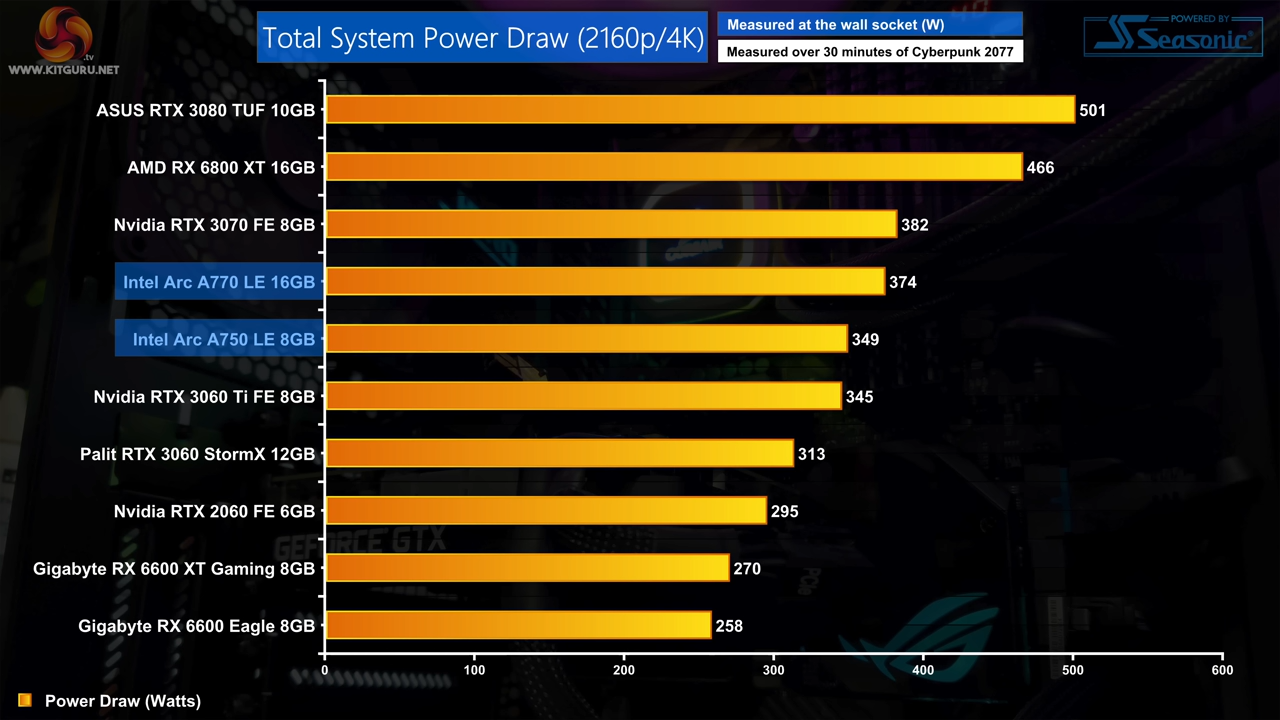 .tv
WWW.KITGURU.NET
Total System Power Draw (2160p/4K)
Measured at the wall socket (W)
Measured over 30 minutes of Cyberpunk 2077
POWERED BY
Seasonic
ASUS RTX 3080 TUF 10GB 501
AMD RX 6800 XT 16GB 466
Nvidia RTX 3070 FE 8GB 382
Intel Arc A770 LE 16GB 374
Intel Arc A750 LE 8GB 349
Nvidia RTX 3060 Ti FE 8GB 345
Palit RTX 3060 StormX 12GB 313
Nvidia RTX 2060 FE 6GB 295
GEFORCE GTX
Gigabyte RX 6600 XT Gaming 8GB 270
PCIe
Gigabyte RX 6600 Eagle 8GB 258
0 100 200 300 400 500 600
Power Draw (Watts)